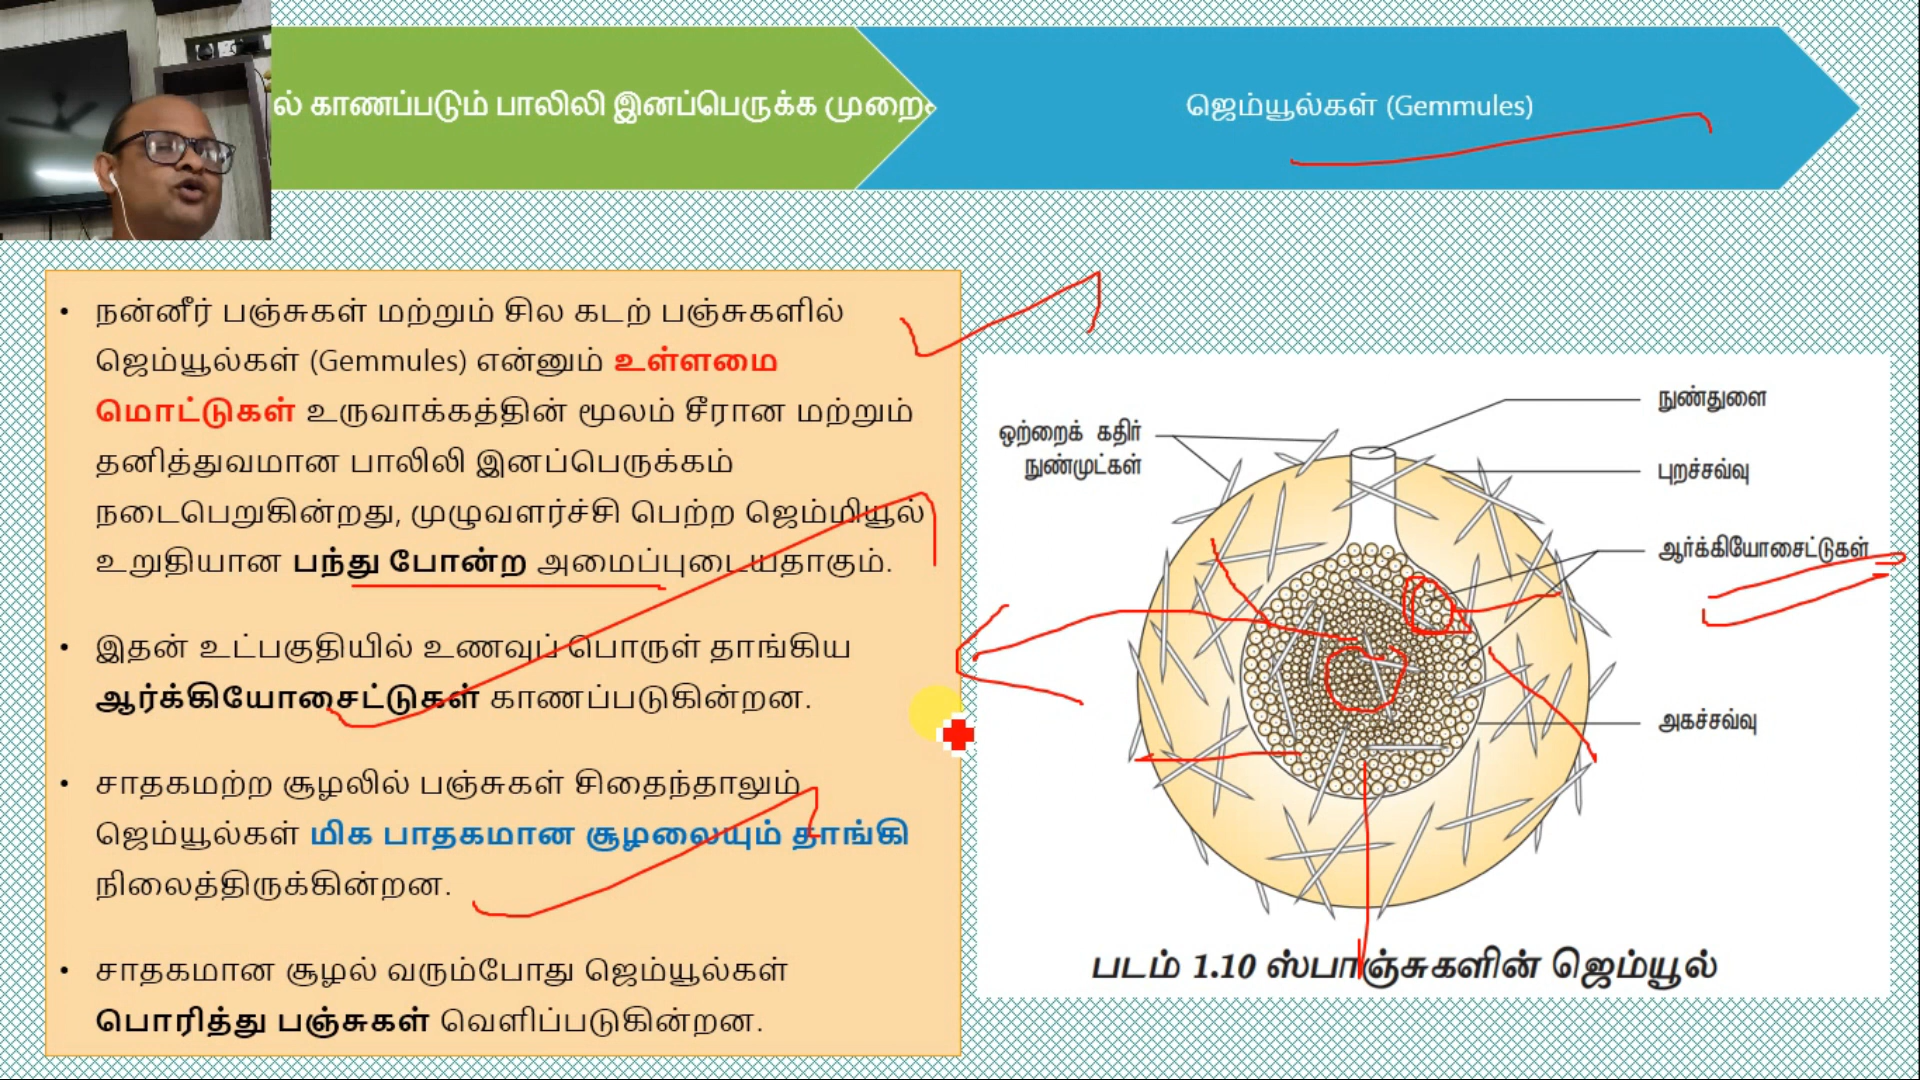 காணப்படும் பாலிலி இனப்பெருக்க
ஜெம்யூல்கள் (Gemmules)
• நன்னீர் பஞ்சுகள் மற்றும் சில கடற் பஞ்சுகளில்
ஜெம்யூல்கள் (Gemmules) என்னும் உள்ளமை
மொட்டுகள் உருவாக்கத்தின் மூலம் சீரான மற்றும்
தனித்துவமான பாலிலி இனப்பெருக்கம்
நடைபெறுகின்றது, முழுவளர்ச்சி பெற்ற ஜெம்மியூல்
உறுதியான பந்து போன்ற அமைப்புடையதாகும்.
• இதன் உட்பகுதியில் உணவுப் பொருள் தாங்கிய
ஆர்க்கியோசைட்டுகள் காணப்படுகின்றன.
• சாதகமற்ற சூழலில் பஞ்சுகள் சிதைந்தாலும்
ஜெம்யூல்கள் மிக பாதகமான சூழலையும் தாங்கி
நிலைத்திருக்கின்றன.
• சாதகமான சூழல் வரும்போது ஜெம்யூல்கள்
பொரித்து பஞ்சுகள் வெளிப்படுகின்றன.
ஒற்றைக் கதிர்
நுண்முட்கள்
நுண்துளை
புறச்சவ்வு
ஆர்க்கியோசைட்டுகள்
அகச்சவ்வு
படம் 1.10 ஸ்பாஞ்சுகளின் ஜெம்யூல்